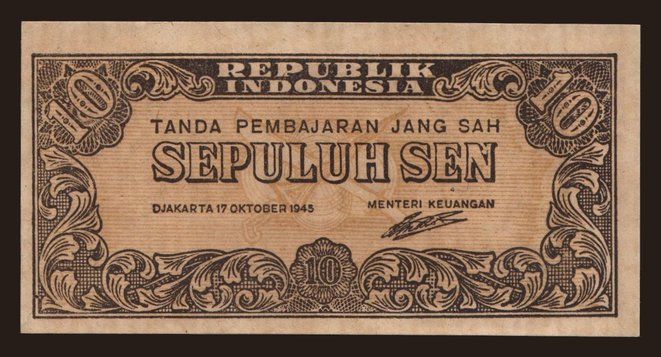 REPUBLIK
INDONESIA
10
10
TANDA PEMBAJARAN JANG SAH
SEPULUH SEN
DJAKARTA 17 OKTOBER 1945
MENTERI KEUANGAN
10